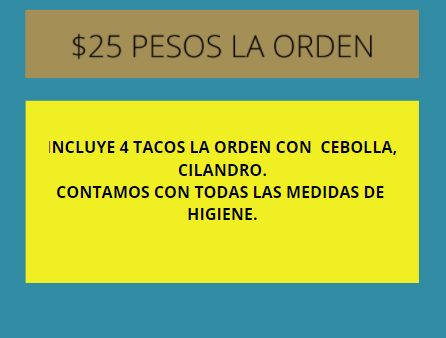 $25 PESOS LA ORDEN
INCLUYE 4 TACOS LA ORDEN CON CEBOLLA,
CILANDRO.
CONTAMOS CON TODAS LAS MEDIDAS DE
HIGIENE.